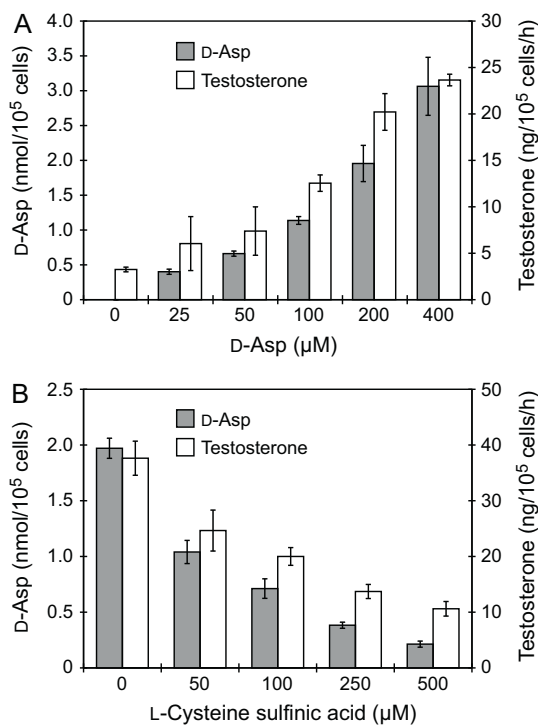 A
D-Asp
Testosterone
D-Asp (nmol/10⁵ cells)
4.0
3.5
3.0
2.5
2.0
1.5
1.0
0.5
0
Testosterone (ng/10⁵ cells/h)
30
25
20
15
10
5
0
0 25 50 100 200 400
D-Asp (µM)
B
D-Asp
Testosterone
D-Asp (nmol/10⁵ cells)
2.5
2.0
1.5
1.0
0.5
0
Testosterone (ng/10⁵ cells/h)
50
40
30
20
10
0
0 50 100 250 500
L-Cysteine sulfinic acid (µM)